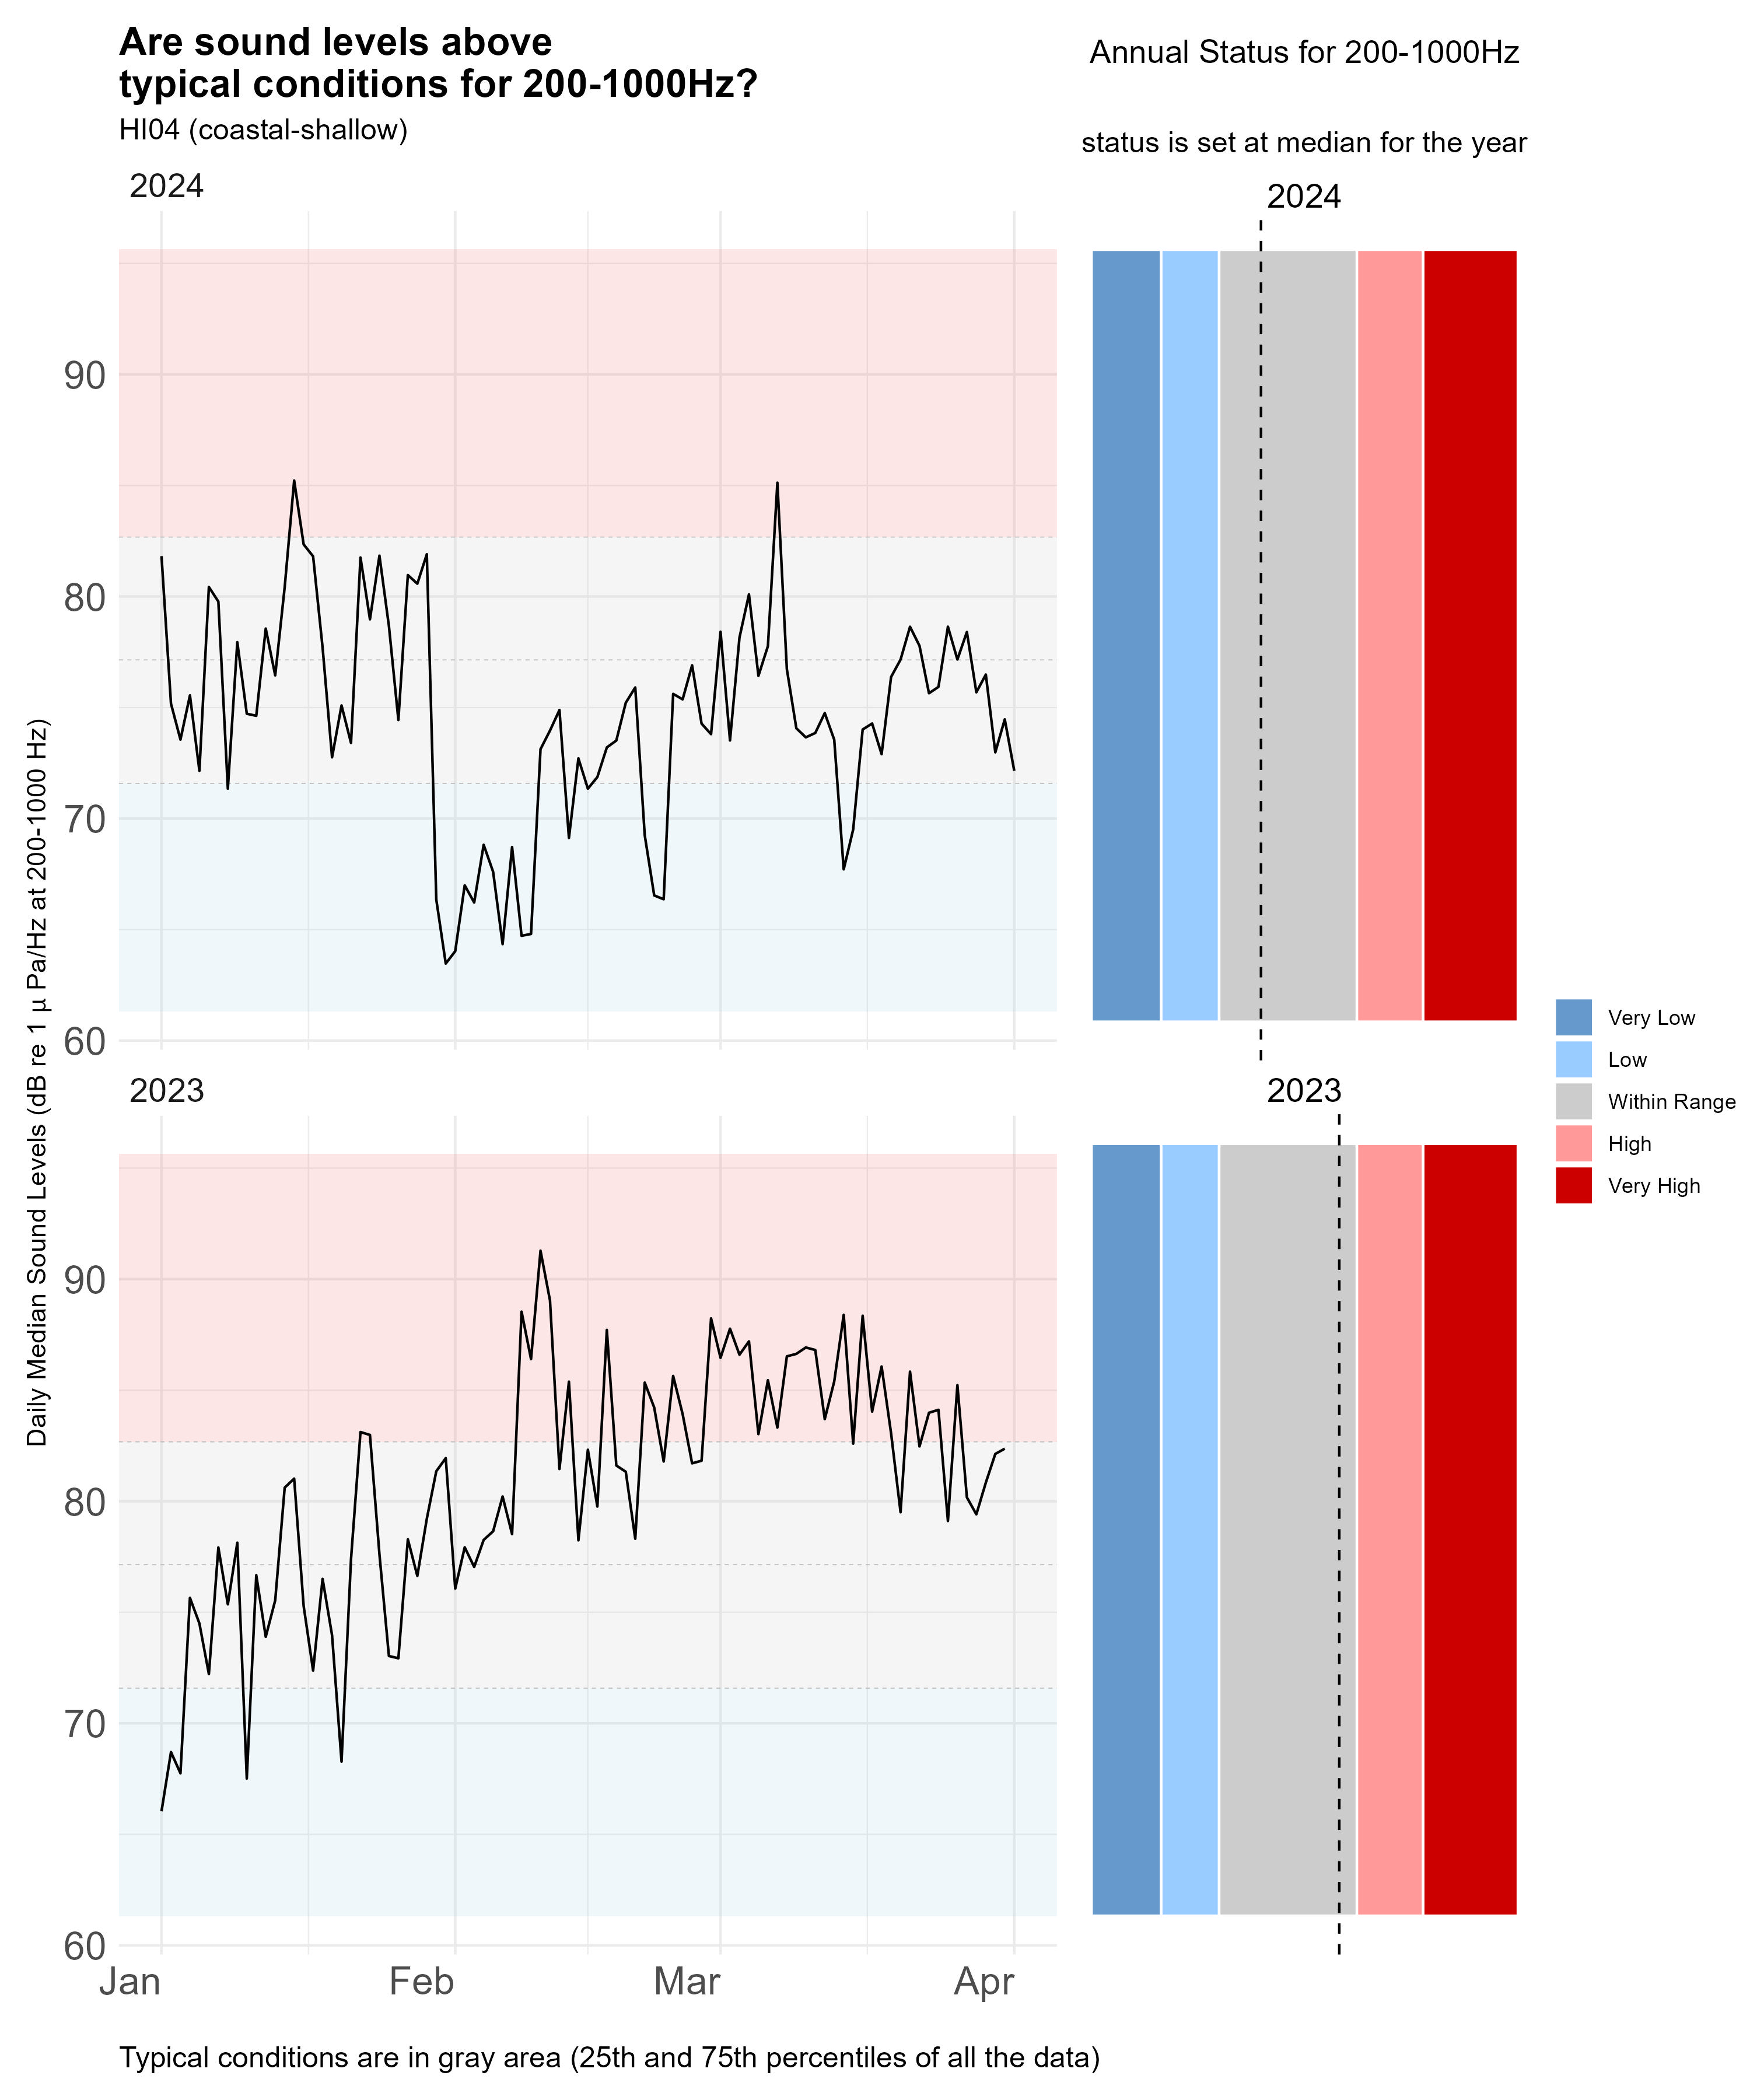 Are sound levels above
typical conditions for 200-1000Hz?
HI04 (coastal-shallow)
Annual Status for 200-1000Hz
status is set at median for the year
2024
2024
90
80
70
60
Daily Median Sound Levels (dB re 1 µ Pa/Hz at 200-1000 Hz)
2023
2023
90
80
70
60
Jan
Feb
Mar
Apr
Very Low
Low
Within Range
High
Very High
Typical conditions are in gray area (25th and 75th percentiles of all the data)